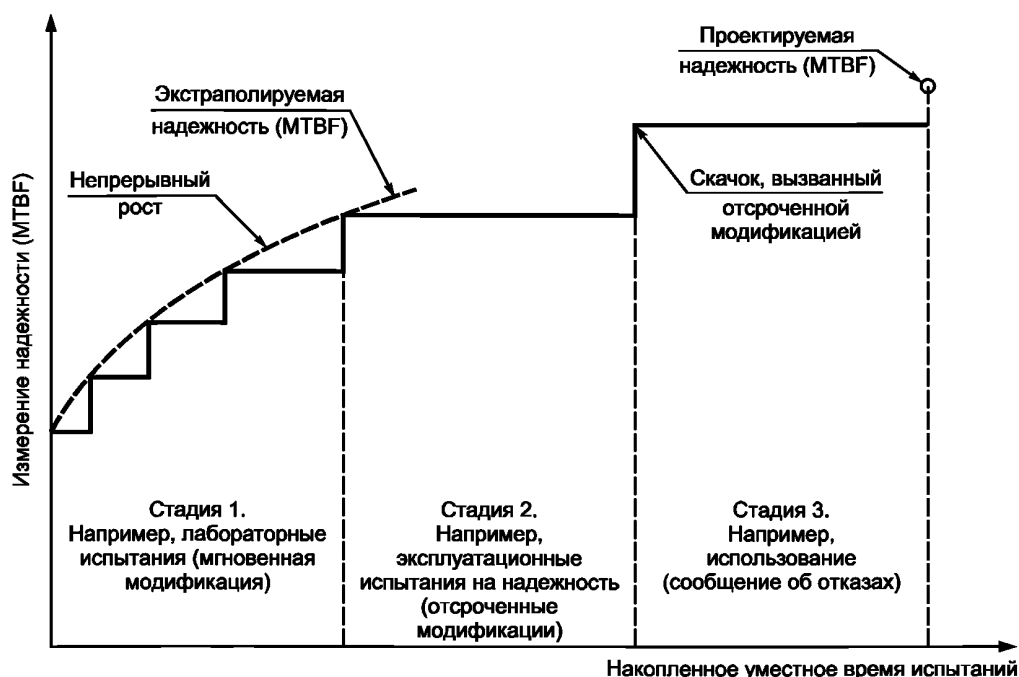 Проектируемая
надежность (MTBF)
Экстраполируемая
надежность (MTBF)
Непрерывный
рост
Скачок, вызванный
отсроченной
модификацией
Измерение надежности (MTBF)
Стадия 1.
Например, лабораторные
испытания (мгновенная
модификация)
Стадия 2.
Например,
эксплуатационные
испытания на надежность
(отсроченные
модификации)
Стадия 3.
Например,
использование
(сообщение об отказах)
Накопленное уместное время испытаний